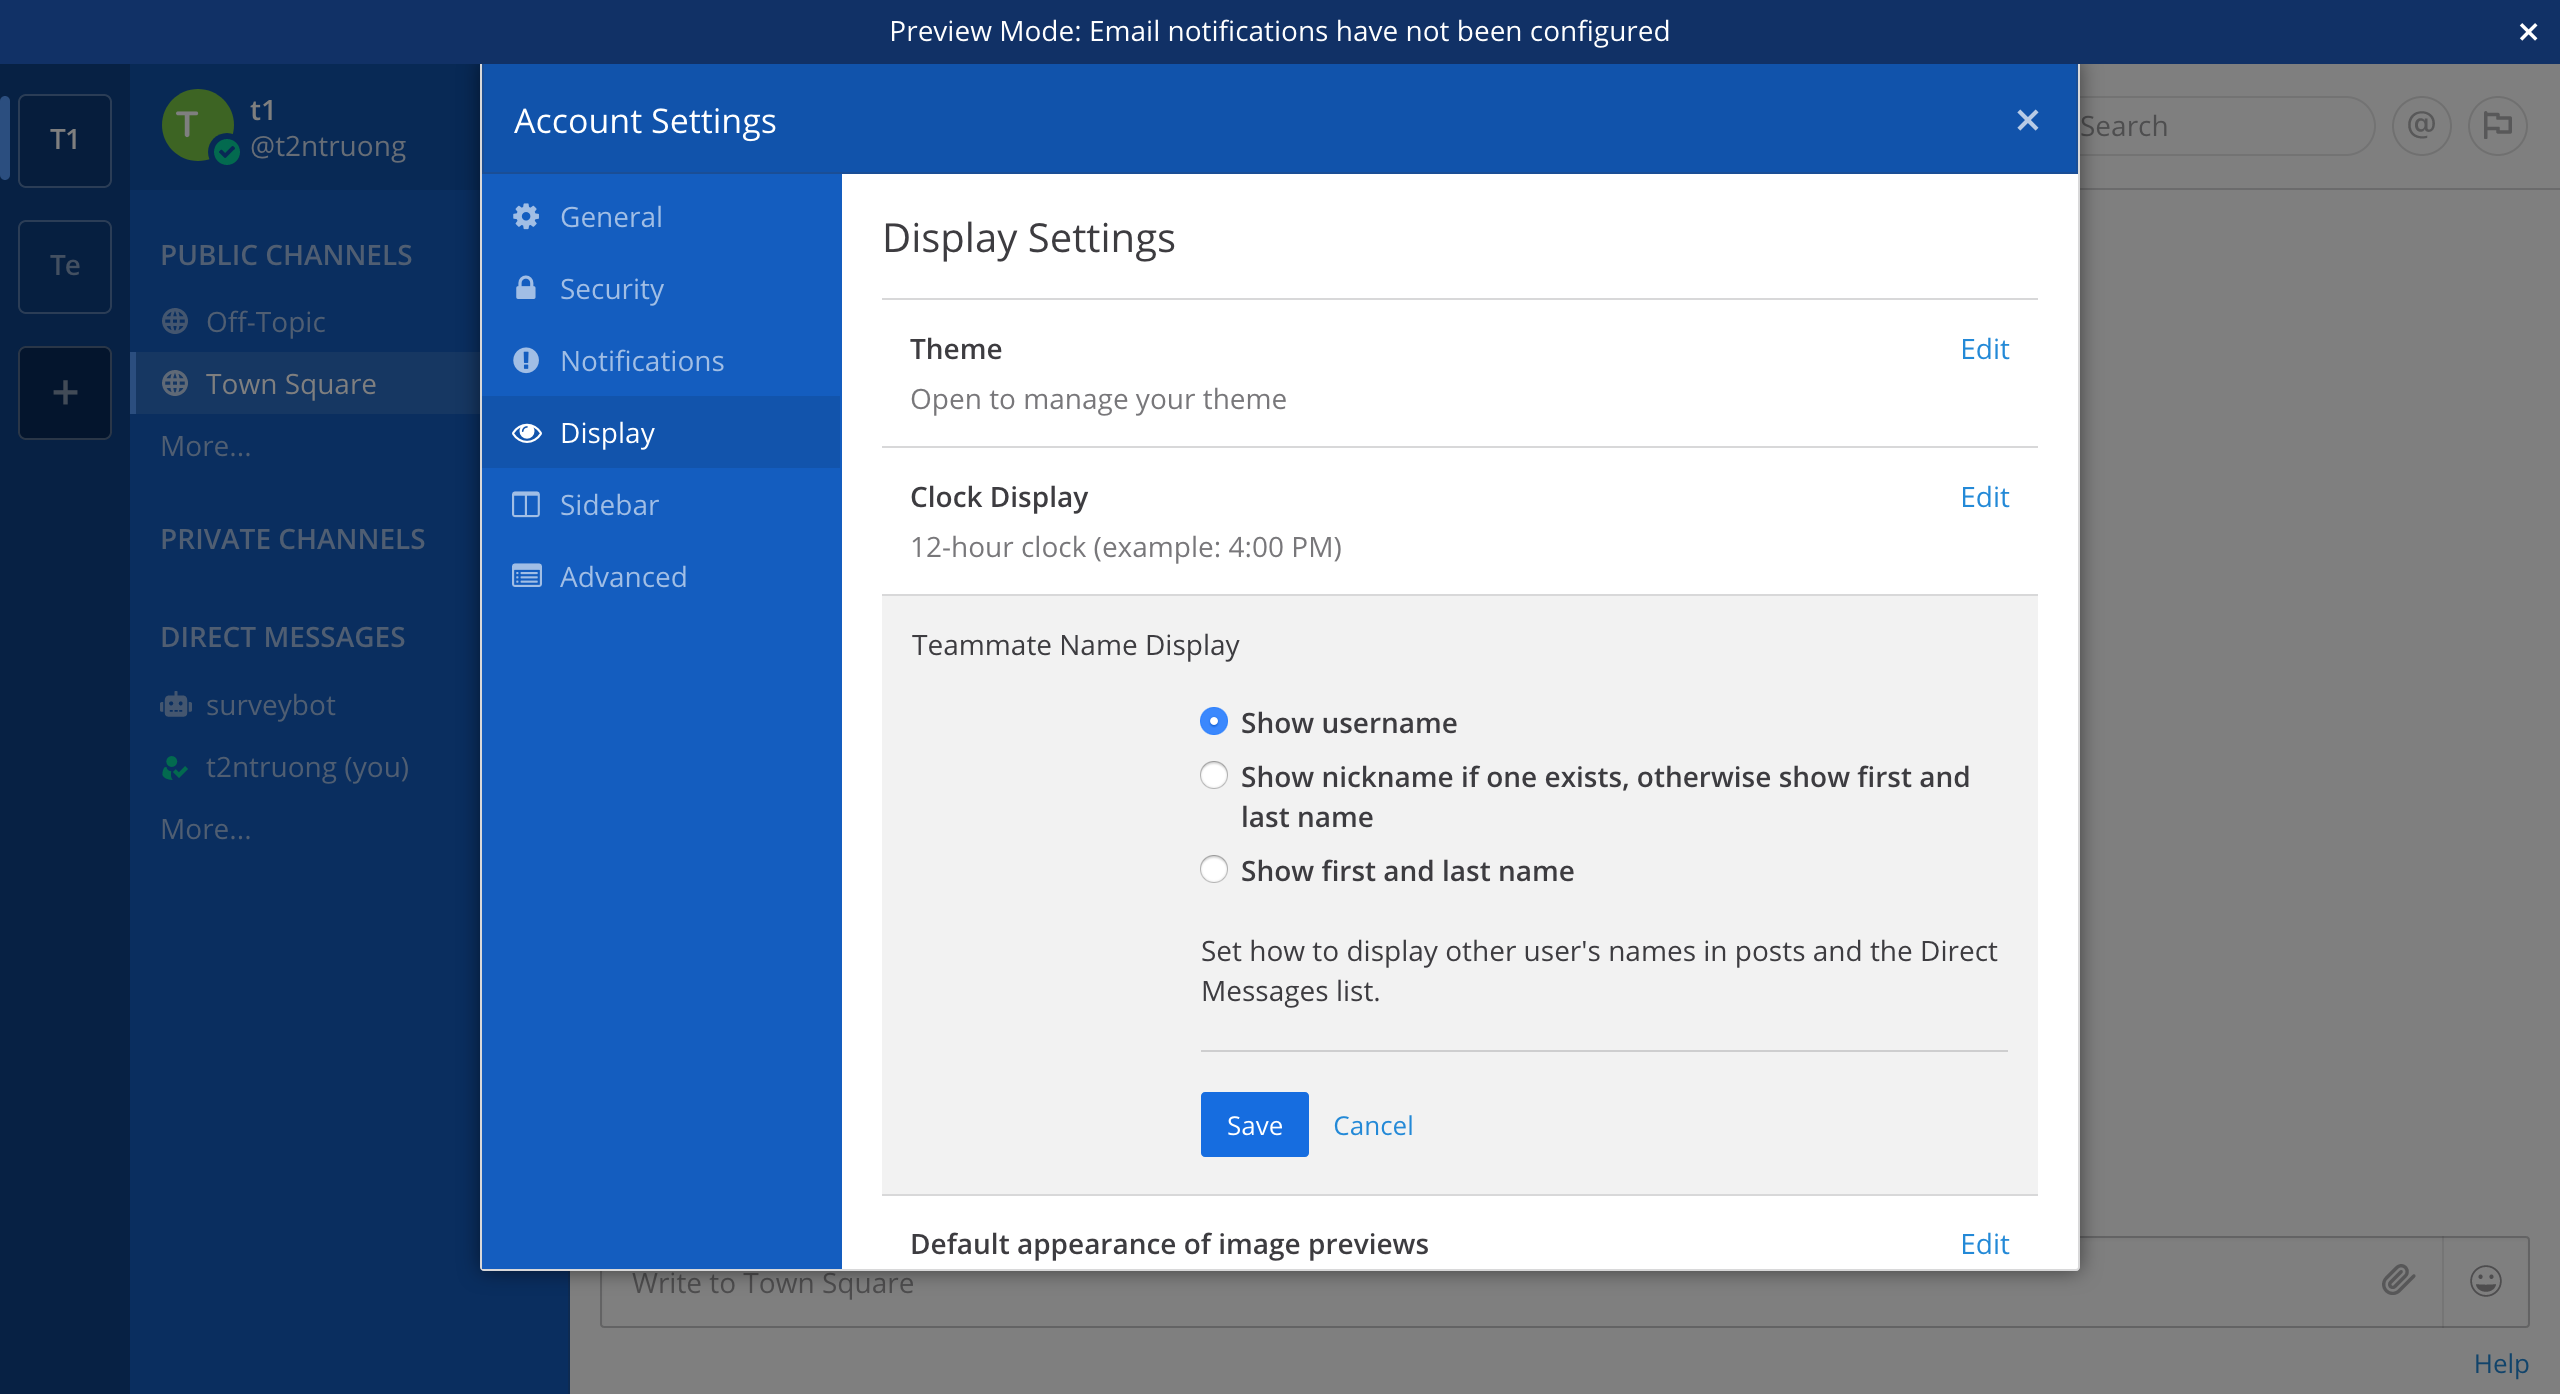 Preview Mode: Email notifications have not been configured
T1
Te
T
t1
@t2ntruong
PUBLIC CHANNELS
Off-Topic
Town Square
More...
PRIVATE CHANNELS
DIRECT MESSAGES
surveybot
t2ntruong (you)
More...
Account Settings
General
Security
Notifications
Display
Sidebar
Advanced
Display Settings
Theme Edit
Open to manage your theme
Clock Display Edit
12-hour clock (example: 4:00 PM)
Teammate Name Display
Show username
Show nickname if one exists, otherwise show first and
last name
Show first and last name
Set how to display other user's names in posts and the Direct
Messages list.
Save Cancel
Default appearance of image previews Edit
Search @
Write to Town Square
Help